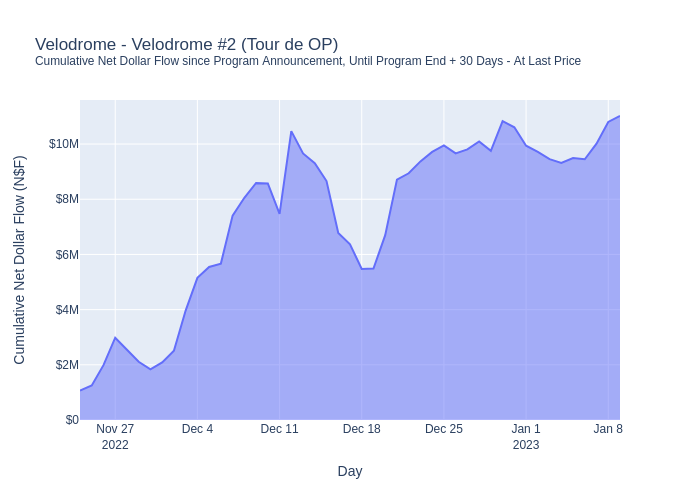 Velodrome - Velodrome #2 (Tour de OP)
Cumulative Net Dollar Flow since Program Announcement, Until Program End + 30 Days - At Last Price
Cumulative Net Dollar Flow (N$F)
$10M
$8M
$6M
$4M
$2M
$0
Nov 27 Dec 4 Dec 11 Dec 18 Dec 25 Jan 1 Jan 8
2022 2023
Day